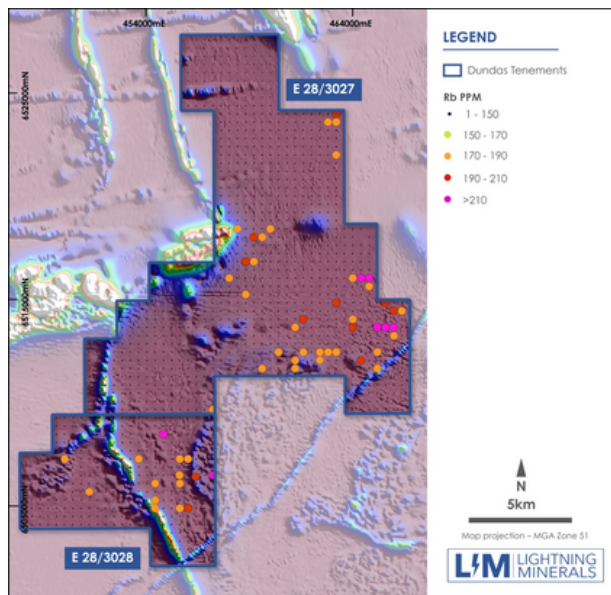 454000mE
464000mE
LEGEND
Dundas Tenements
E 28/3027
6525000mN
Rb PPM
1 - 150
150 - 170
170 - 190
190 - 210
>210
6515000mN
N
5km
6505000mN
Map projection – MGA Zone 51
E 28/3028
LM LIGHTNING
MINERALS